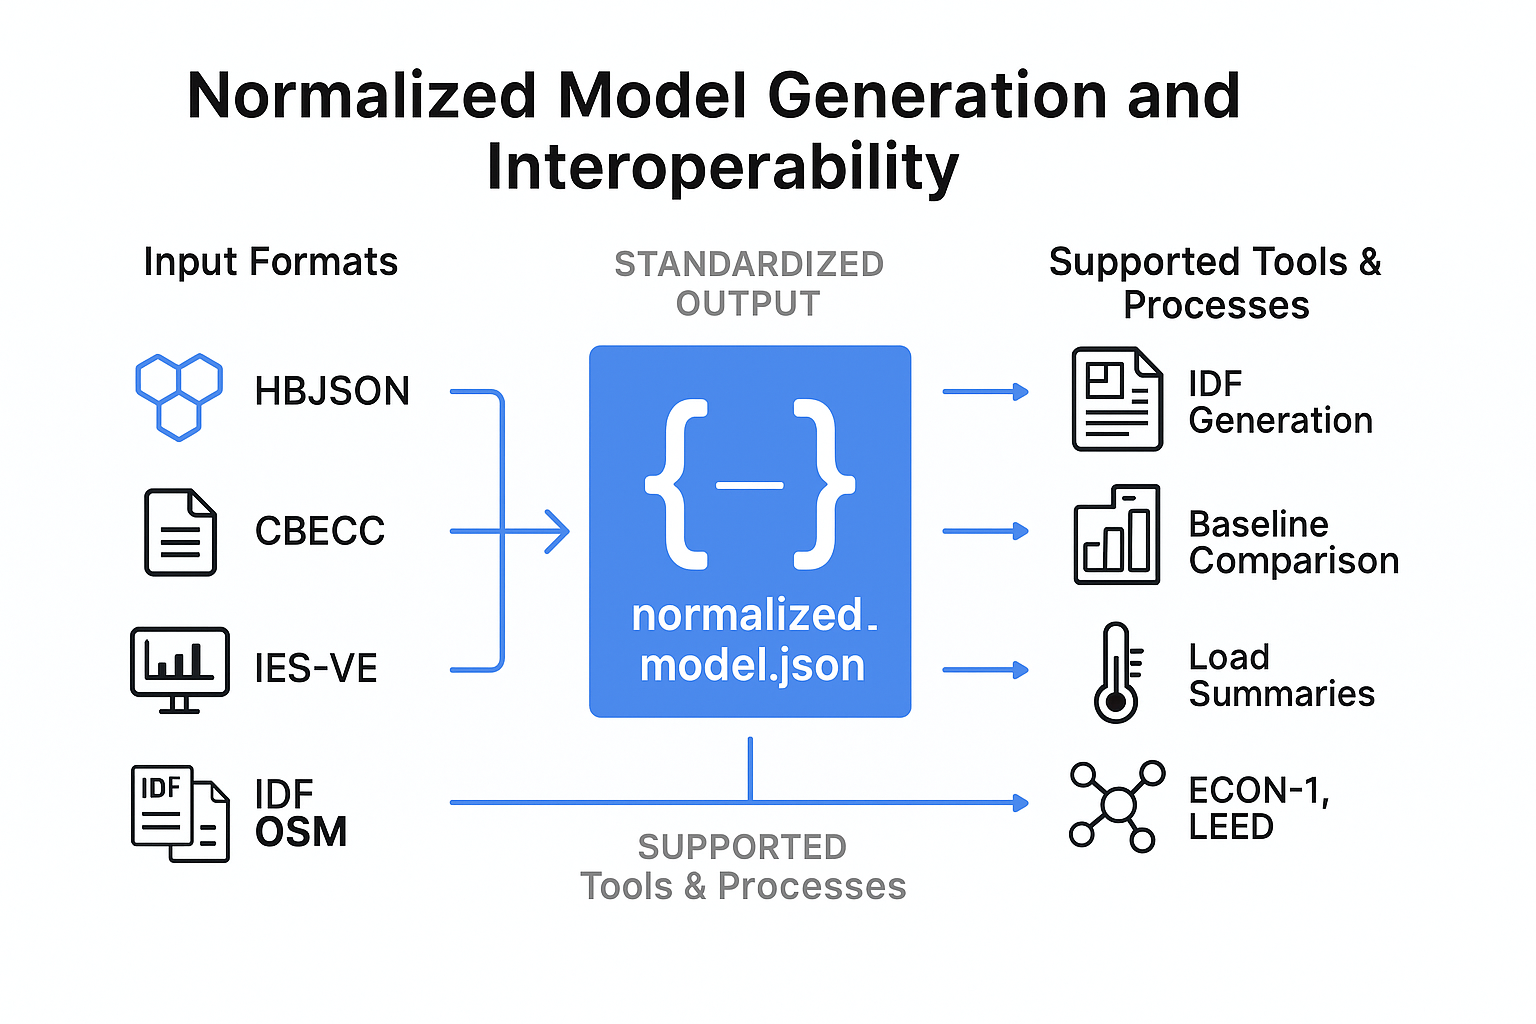 Normalized Model Generation and
Interoperability
Input Formats
HBJSON
CBECC
IES-VE
IDF
IDF
OSM
STANDARDIZED
OUTPUT
{–}
normalized.
model.json
SUPPORTED
Tools & Processes
Supported Tools &
Processes
IDF
Generation
Baseline
Comparison
Load
Summaries
ECON-1,
LEED